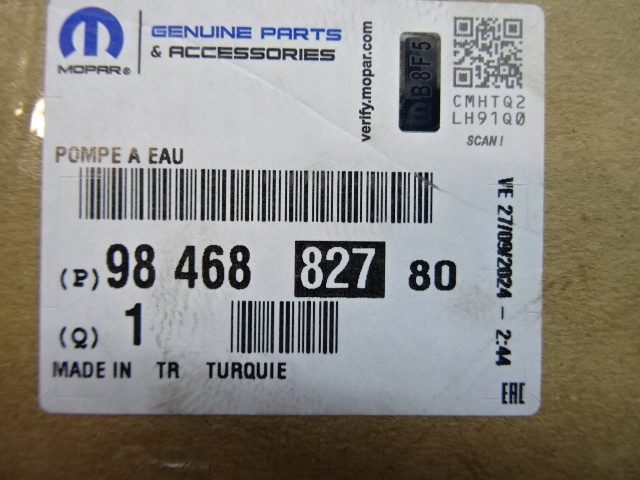 MOPAR®
GENUINE PARTS
& ACCESSORIES
verify.mopar.com
B8F5
CMHTQ2
LH91Q0
SCAN!
POMPE A EAU
(P) 98 468 827 80
(Q) 1
MADE IN TR TURQUIE
VE 27/09/2024 - 2:44
EAC